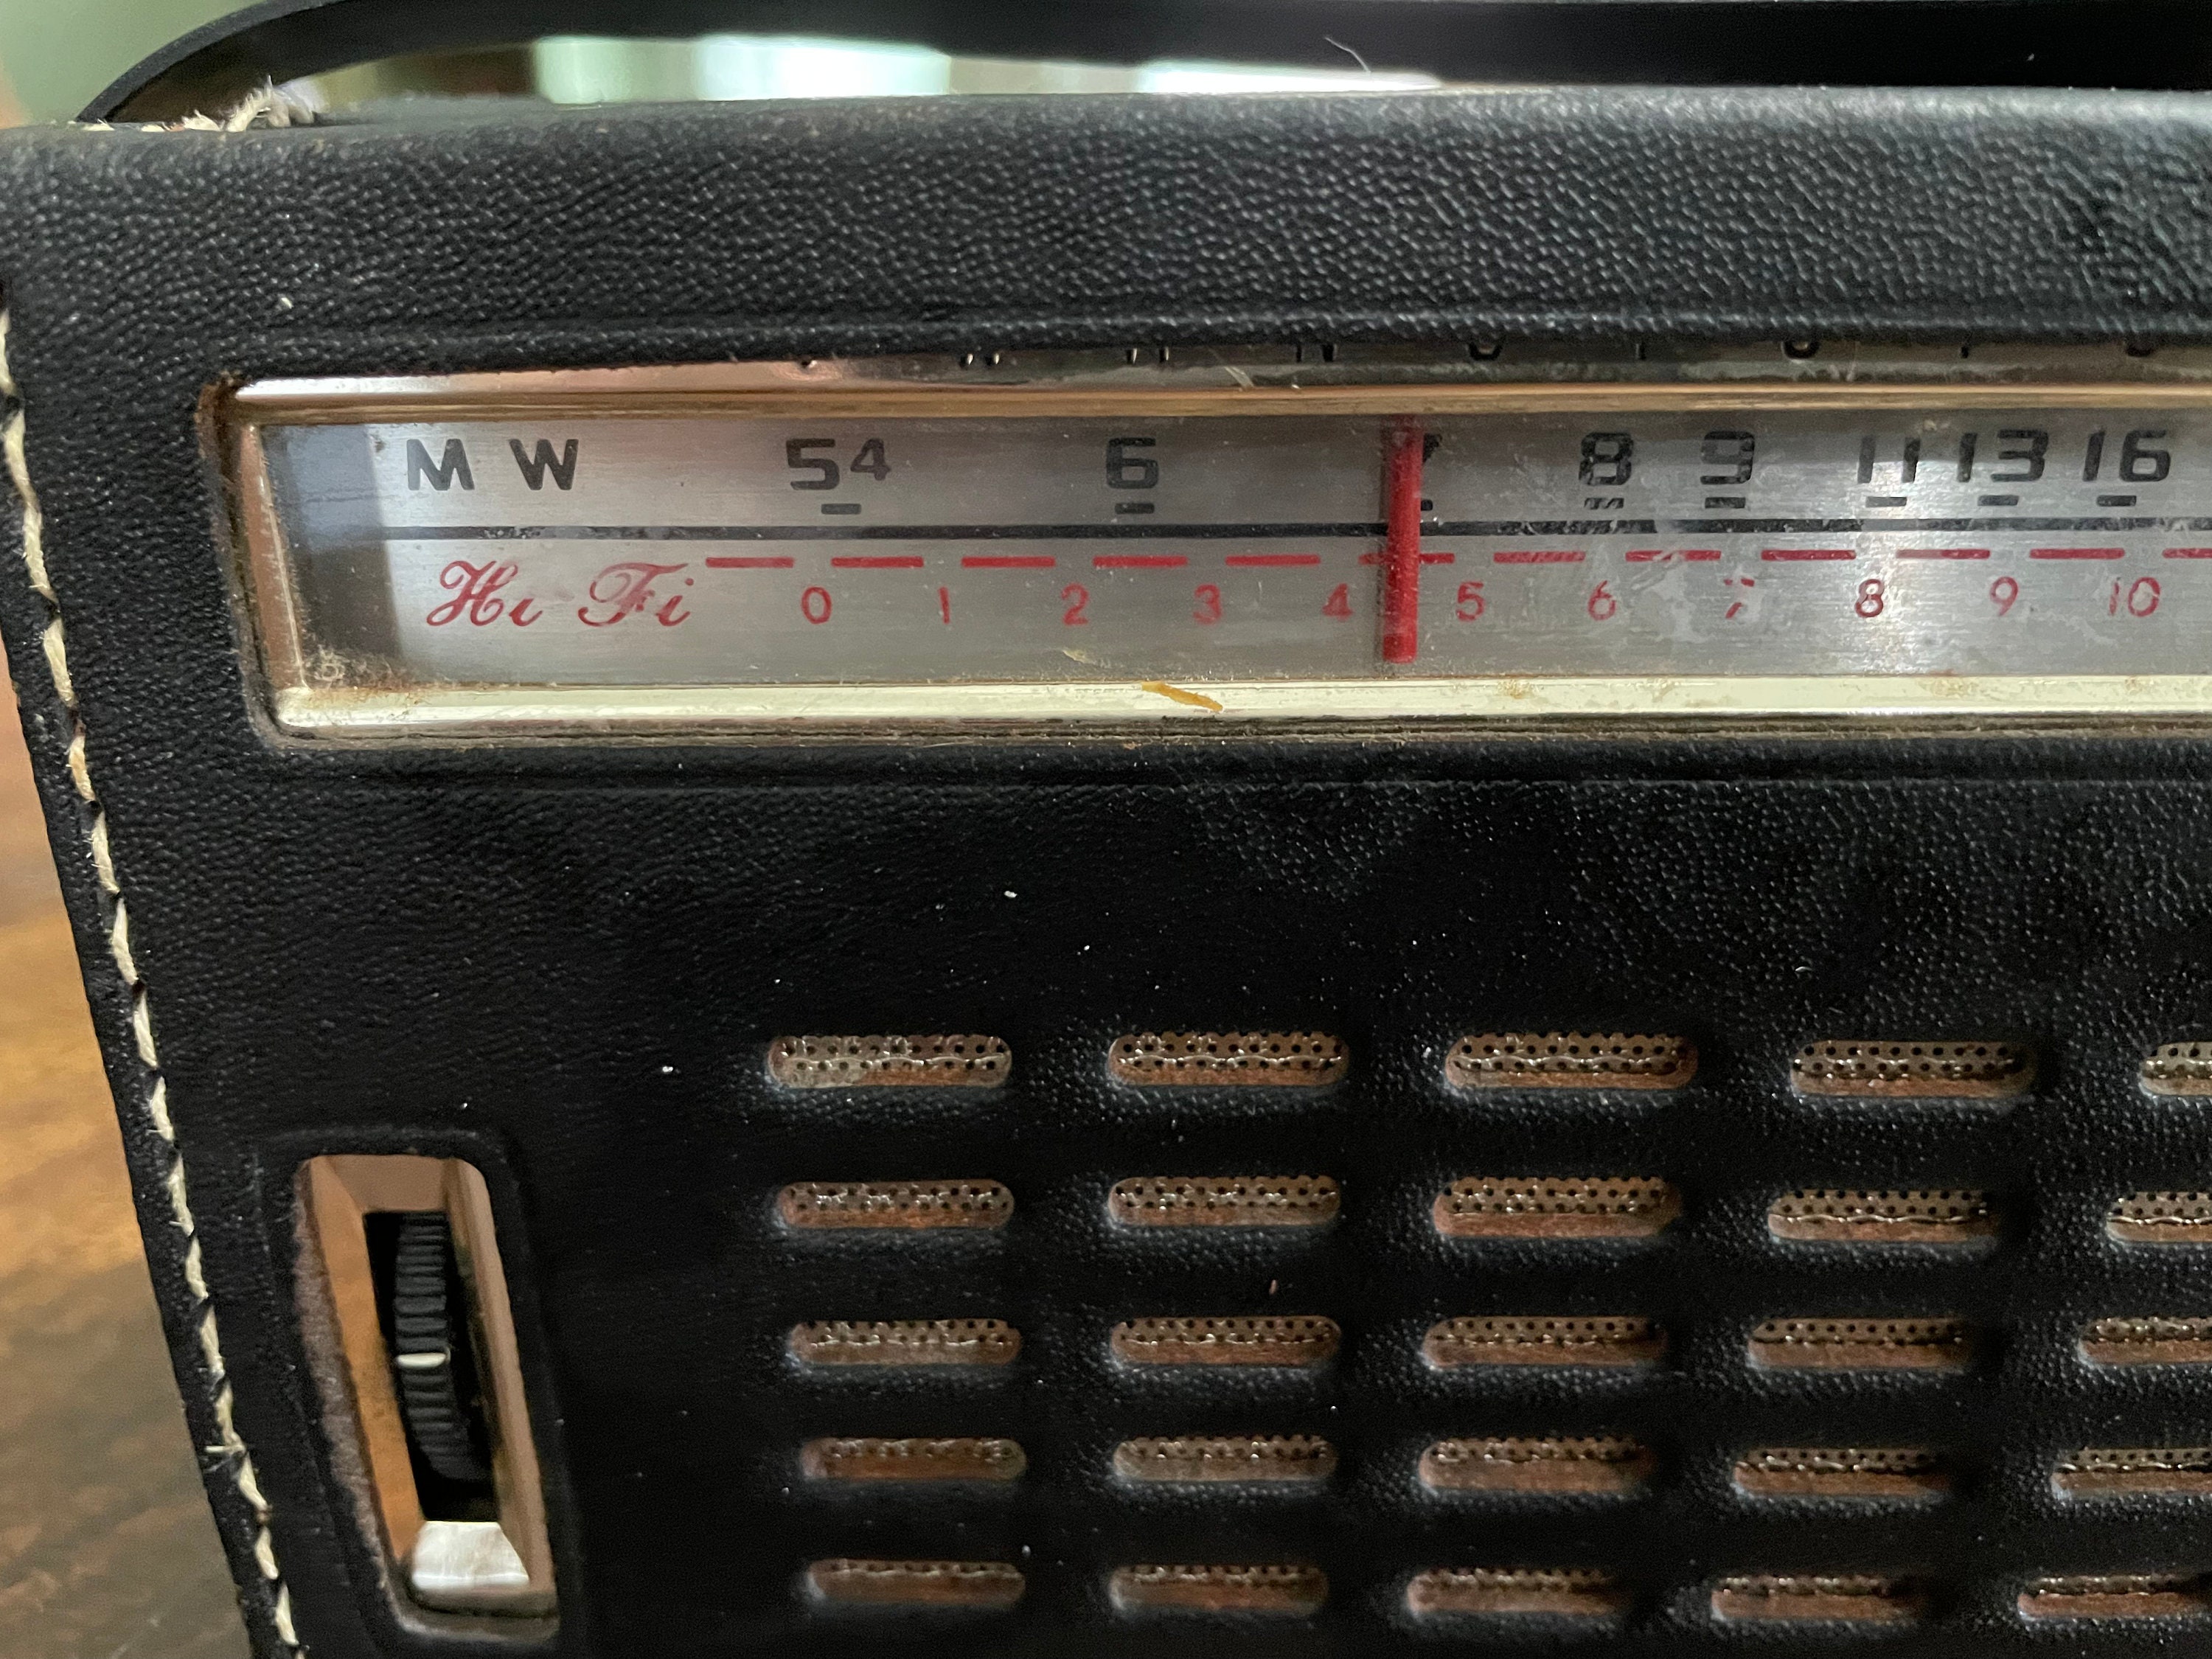 MW 54 6 7 8 9 11 13 16
Hi Fi 0 1 2 3 4 5 6 7 8 9 10